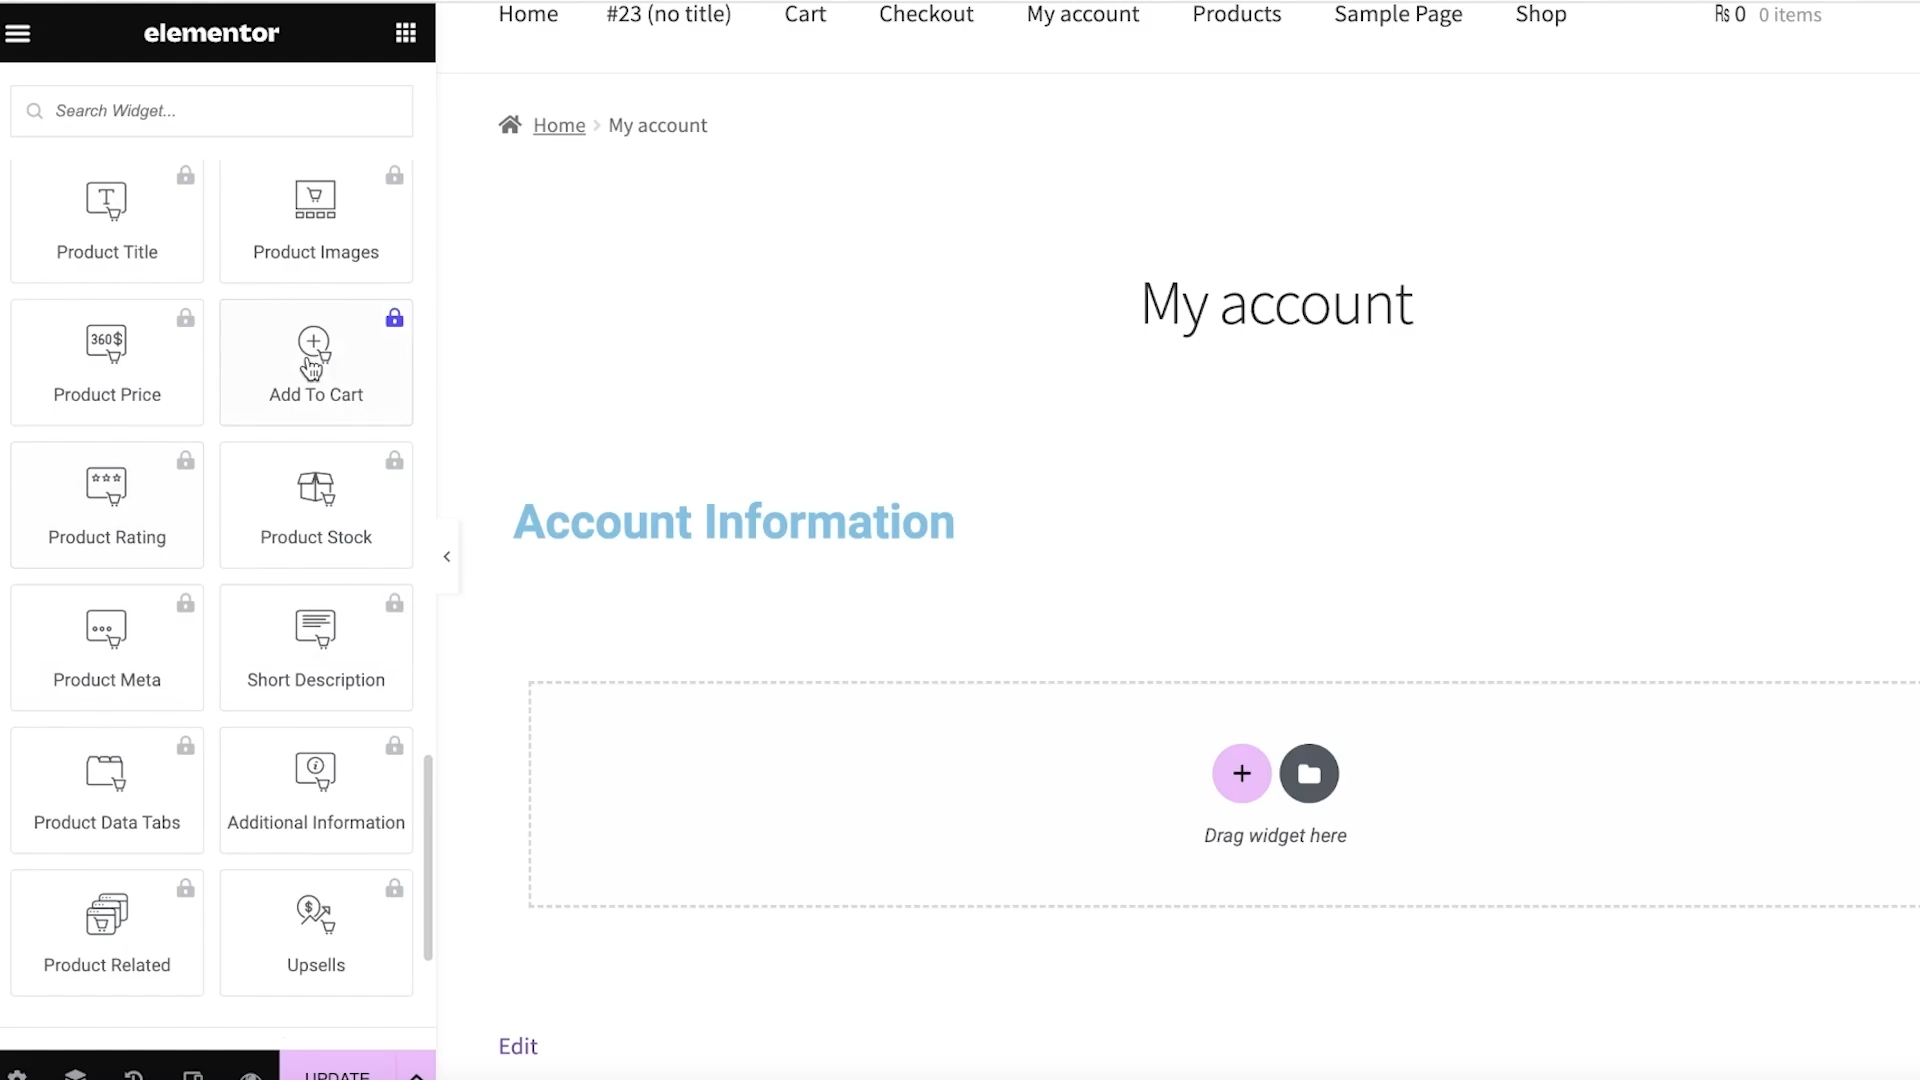 elementor
Search Widget...
Product Title
Product Images
360$
Product Price
Add To Cart
Product Rating
Product Stock
Product Meta
Short Description
Product Data Tabs
Additional Information
Product Related
$
Upsells
UPDATE
Home #23 (no title) Cart Checkout My account Products Sample Page Shop ₨ 0 0 items
Home > My account
My account
Account Information
Drag widget here
Edit